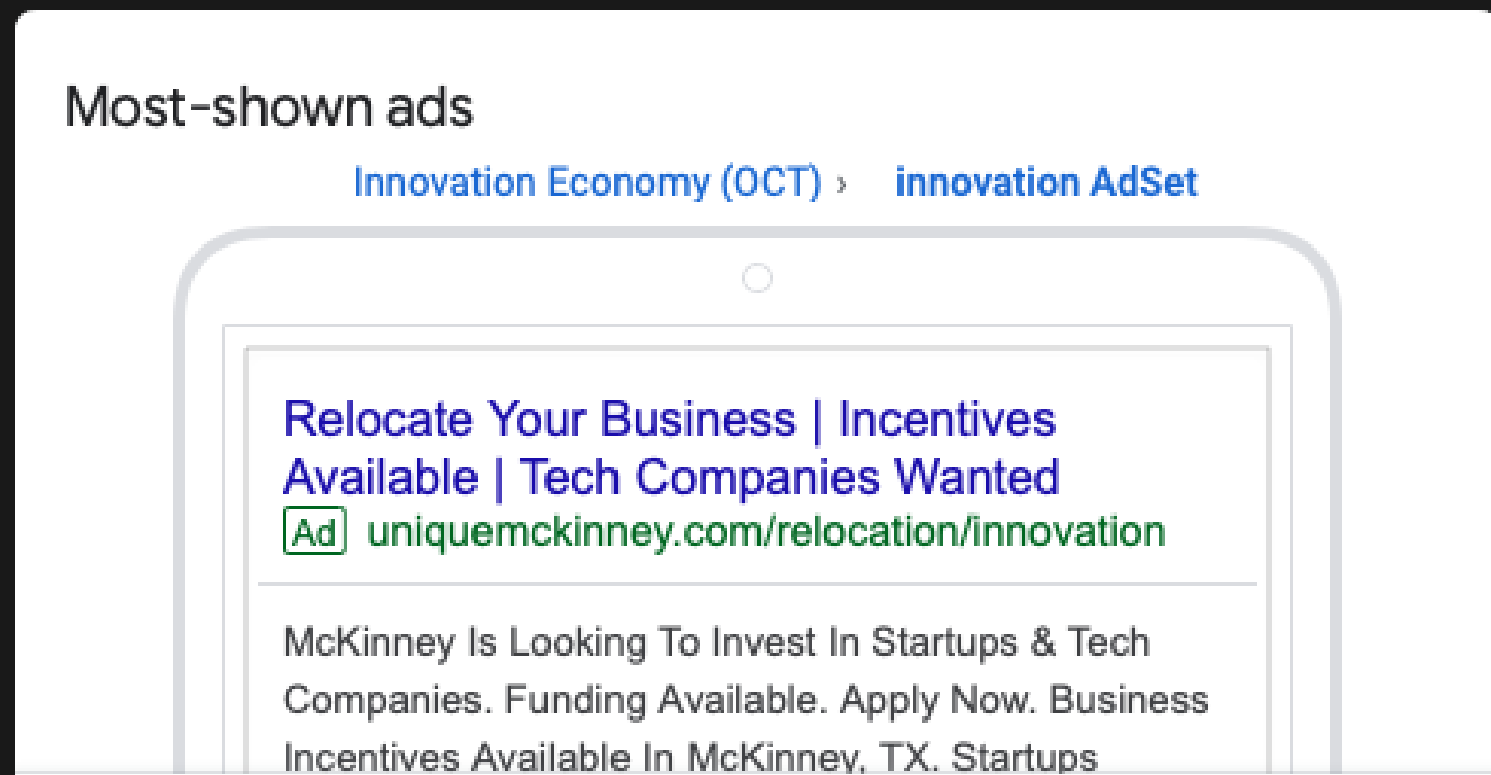 Most-shown ads
Innovation Economy (OCT) › innovation AdSet
Relocate Your Business | Incentives
Available | Tech Companies Wanted
Ad uniquemckinney.com/relocation/innovation
McKinney Is Looking To Invest In Startups & Tech
Companies. Funding Available. Apply Now. Business
Incentives Available In McKinney, TX. Startups